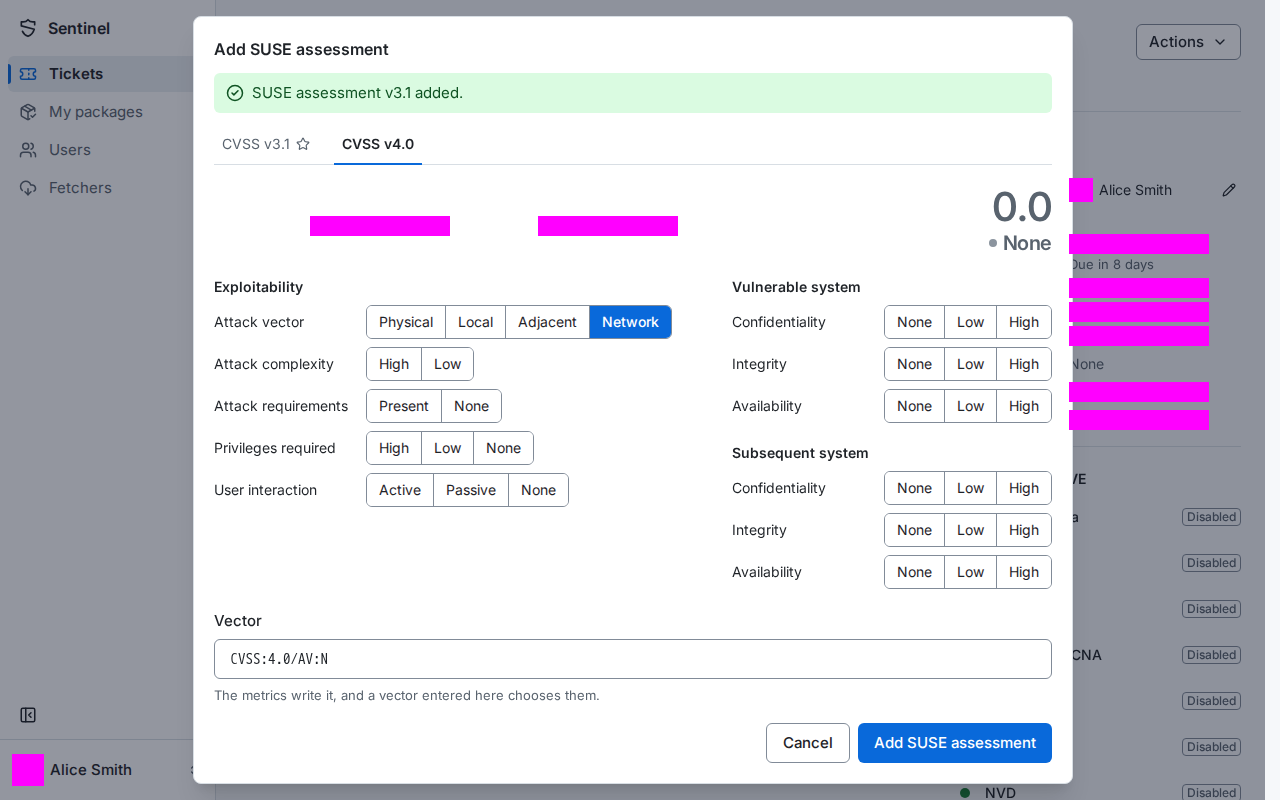 Sentinel
Tickets
My packages
Users
Fetchers
Alice Smith
Add SUSE assessment
SUSE assessment v3.1 added.
CVSS v3.1
CVSS v4.0
0.0
None
Exploitability
Attack vector
Physical
Local
Adjacent
Network
Attack complexity
High
Low
Attack requirements
Present
None
Privileges required
High
Low
None
User interaction
Active
Passive
None
Vulnerable system
Confidentiality
None
Low
High
Integrity
None
Low
High
Availability
None
Low
High
Subsequent system
Confidentiality
None
Low
High
Integrity
None
Low
High
Availability
None
Low
High
Vector
CVSS:4.0/AV:N
The metrics write it, and a vector entered here chooses them.
Cancel
Add SUSE assessment
Actions
Alice Smith
Due in 8 days
None
Disabled
Disabled
Disabled
CNA
Disabled
Disabled
Disabled
NVD
Disabled